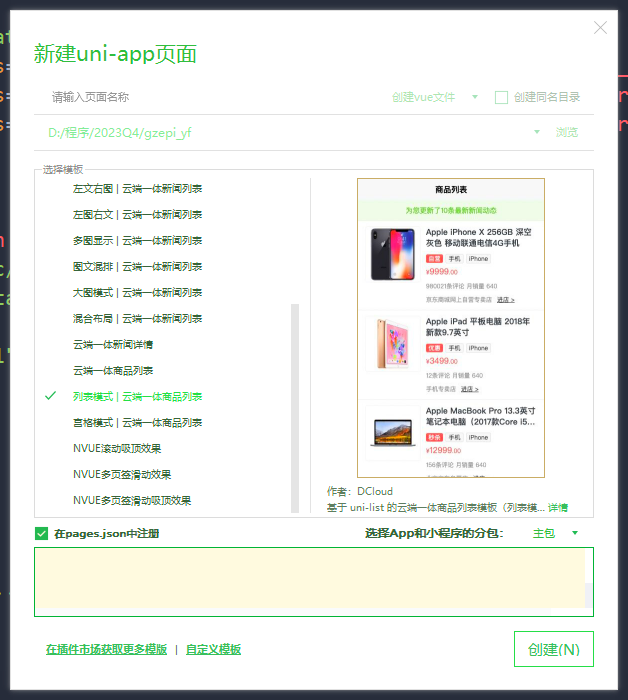 新建uni-app页面
请输入页面名称 创建vue文件 创建同名目录
D:/程序/2023Q4/gzepi_yf 浏览
选择模板
左文右图 | 云端一体新闻列表
左图右文 | 云端一体新闻列表
多图显示 | 云端一体新闻列表
图文混排 | 云端一体新闻列表
大图模式 | 云端一体新闻列表
混合布局 | 云端一体新闻列表
云端一体新闻详情
云端一体商品列表
列表模式 | 云端一体商品列表
宫格模式 | 云端一体商品列表
NVUE滚动吸顶效果
NVUE多页签滑动效果
NVUE多页签滑动吸顶效果
商品列表
为您更新了10条最新新闻动态
Apple iPhone X 256GB 深空
灰色 移动联通电信4G手机
自营 手机 iPhone
¥9999.00
980021条评论 月销量 640
京东商城网上自营专卖店 进店 >
Apple iPad 平板电脑 2018年
新款9.7英寸
优惠 手机 iPhone
¥3499.00
12条评论 月销量 640
手机专卖店 进店 >
Apple MacBook Pro 13.3英寸
笔记本电脑（2017款Core i5...
秒杀 手机 iPhone
¥12999.00
156条评论 月销量 640
作者：DCloud
基于 uni-list 的云端一体商品列表模板（列表模... 详情
在pages.json中注册 选择App和小程序的分包： 主包
在插件市场获取更多模版 | 自定义模板
创建(N)